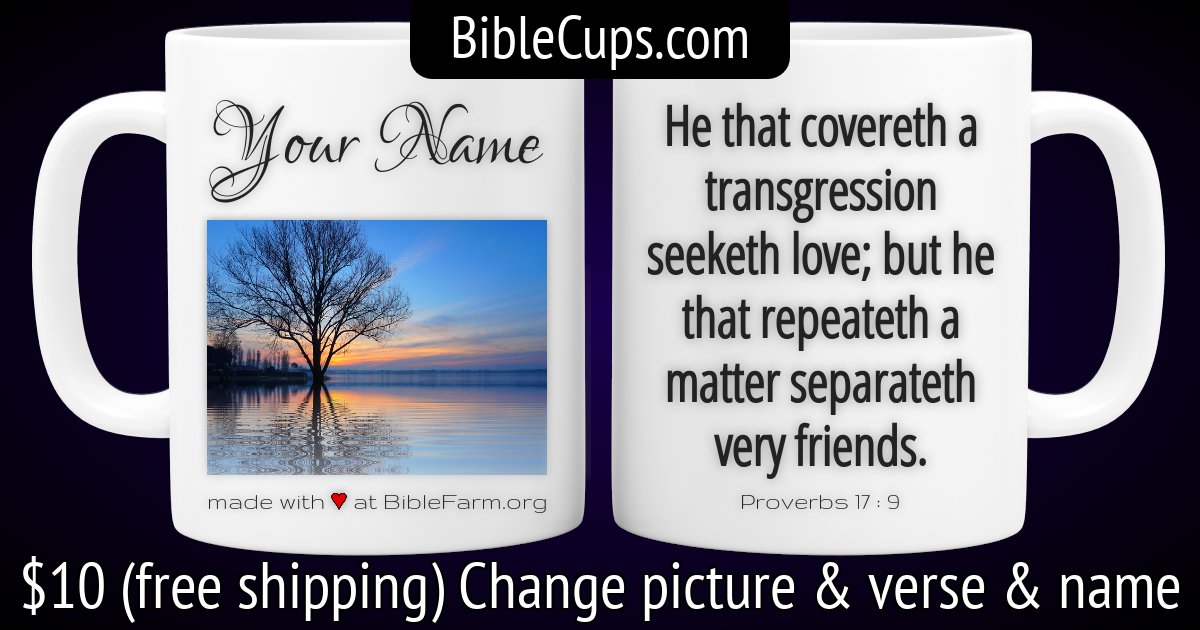 BibleCups.com
Your Name
made with ♥ at BibleFarm.org
He that covereth a
transgression
seeketh love; but he
that repeateth a
matter separateth
very friends.
Proverbs 17 : 9
$10 (free shipping) Change picture & verse & name